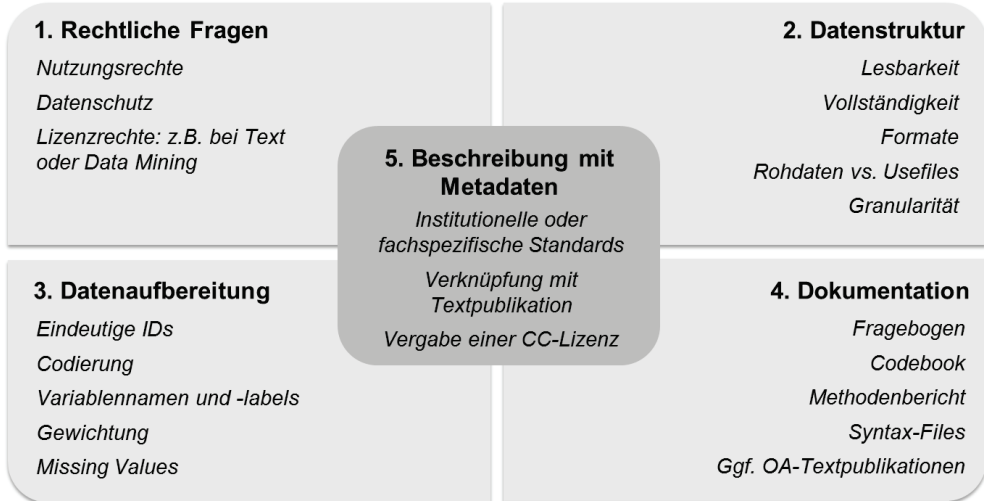 1. Rechtliche Fragen
Nutzungsrechte
Datenschutz
Lizenzrechte: z.B. bei Text
oder Data Mining
2. Datenstruktur
Lesbarkeit
Vollständigkeit
Formate
Rohdaten vs. Usefiles
Granularität
3. Datenaufbereitung
Eindeutige IDs
Codierung
Variablennamen und -labels
Gewichtung
Missing Values
4. Dokumentation
Fragebogen
Codebook
Methodenbericht
Syntax-Files
Ggf. OA-Textpublikationen
5. Beschreibung mit
Metadaten
Institutionelle oder
fachspezifische Standards
Verknüpfung mit
Textpublikation
Vergabe einer CC-Lizenz